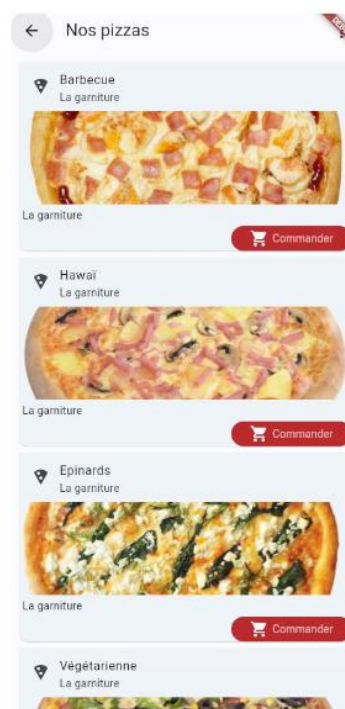 Nos pizzas
Barbecue
La garniture
La garniture
Commander
Hawaï
La garniture
La garniture
Commander
Epinards
La garniture
La garniture
Commander
Végétarienne
La garniture